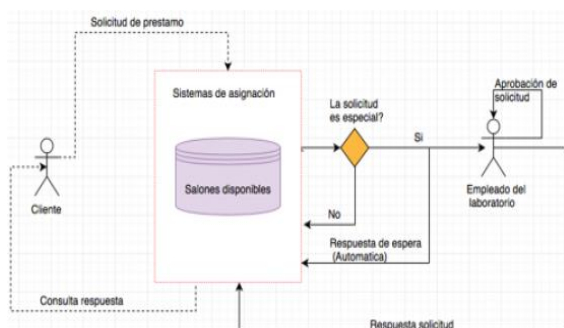 Solicitud de prestamo
Sistemas de asignación
La solicitud
es especial?
Aprobación de
solicitud
Si
Salones disponibles
Cliente
Empleado del
laboratorio
No
Respuesta de espera
(Automatica)
Consulta respuesta
Respuesta solicitud